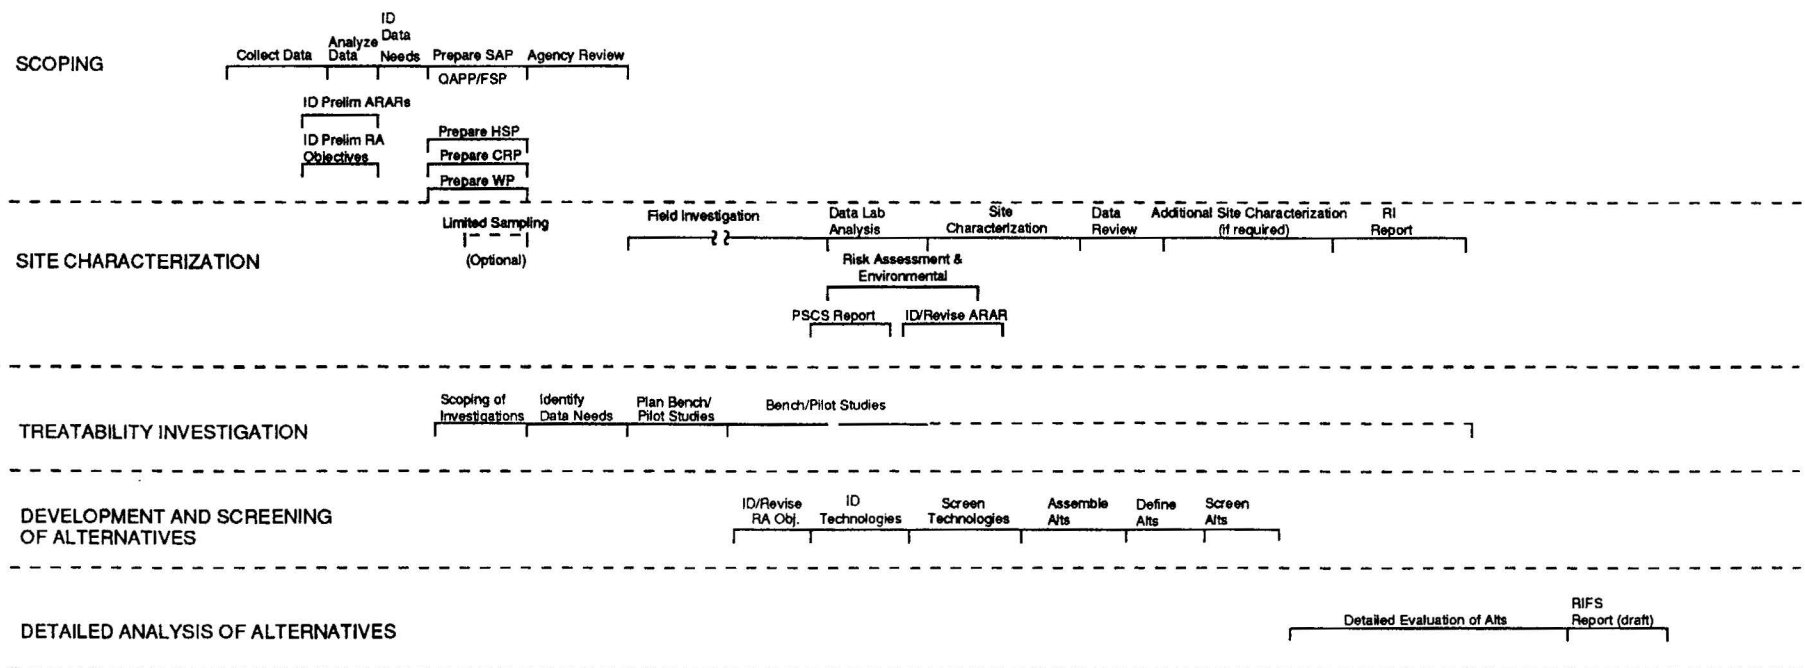 SCOPING
Collect Data
Analyze
Data
ID
Data
Needs
Prepare SAP
QAPP/FSP
Agency Review
ID Prelim ARARs
ID Prelim RA
Objectives
Prepare HSP
Prepare CRP
Prepare WP
SITE CHARACTERIZATION
Limited Sampling
(Optional)
Field Investigation
Data Lab
Analysis
Site
Characterization
Data
Review
Additional Site Characterization
(if required)
RI
Report
Risk Assessment &
Environmental
PSCS Report
ID/Revise ARAR
TREATABILITY INVESTIGATION
Scoping of
Investigations
Identify
Data Needs
Plan Bench/
Pilot Studies
Bench/Pilot Studies
DEVELOPMENT AND SCREENING
OF ALTERNATIVES
ID/Revise
RA Obj.
ID
Technologies
Screen
Technologies
Assemble
Alts
Define
Alts
Screen
Alts
DETAILED ANALYSIS OF ALTERNATIVES
Detailed Evaluation of Alts
RIFS
Report (draft)